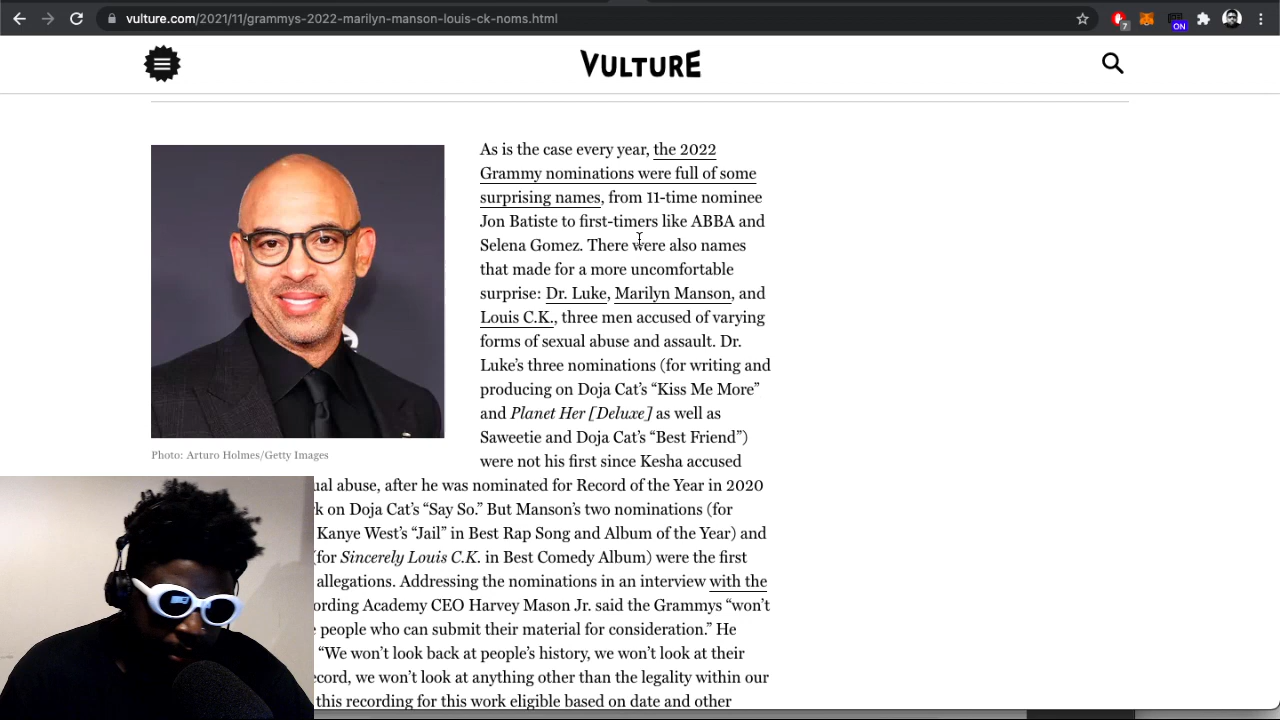 vulture.com/2021/11/grammys-2022-marilyn-manson-louis-ck-noms.html
7
ON
VULTURE
As is the case every year, the 2022
Grammy nominations were full of some
surprising names, from 11-time nominee
Jon Batiste to first-timers like ABBA and
Selena Gomez. There were also names
that made for a more uncomfortable
surprise: Dr. Luke, Marilyn Manson, and
Louis C.K., three men accused of varying
forms of sexual abuse and assault. Dr.
Luke’s three nominations (for writing and
producing on Doja Cat’s “Kiss Me More”
and Planet Her [Deluxe] as well as
Saweetie and Doja Cat’s “Best Friend”)
were not his first since Kesha accused
Photo: Arturo Holmes/Getty Images
abuse, after he was nominated for Record of the Year in 2020
on Doja Cat’s “Say So.” But Manson’s two nominations (for
Kanye West’s “Jail” in Best Rap Song and Album of the Year) and
(for Sincerely Louis C.K. in Best Comedy Album) were the first
allegations. Addressing the nominations in an interview with the
Academy CEO Harvey Mason Jr. said the Grammys “won’t
people who can submit their material for consideration.” He
“We won’t look back at people’s history, we won’t look at their
we won’t look at anything other than the legality within our
this recording for this work eligible based on date and other